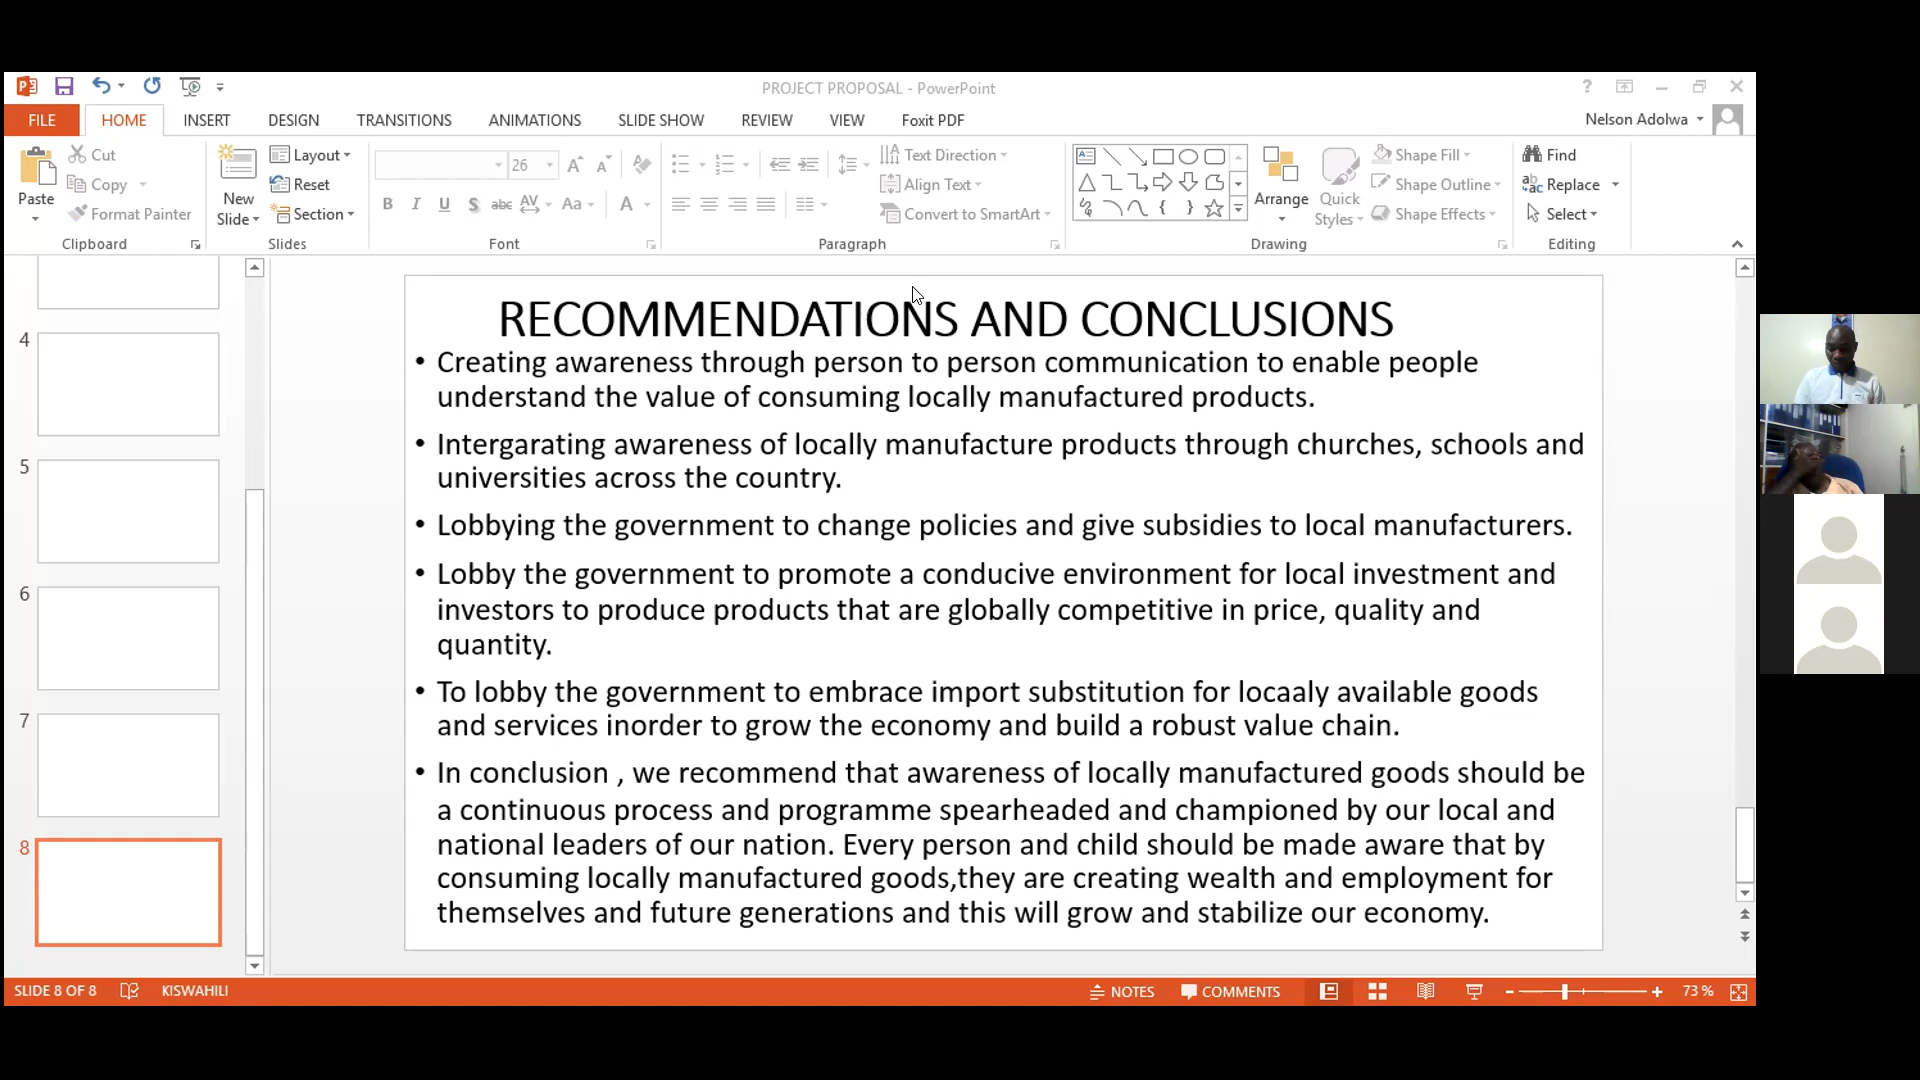 PROJECT PROPOSAL - PowerPoint
?
FILE HOME INSERT DESIGN TRANSITIONS ANIMATIONS SLIDE SHOW REVIEW VIEW Foxit PDF Nelson Adolwa
Paste
Cut
Copy
Format Painter
Clipboard
New Slide
Layout
Reset
Section
Slides
26
B I U S abc AV Aa A
Font
Text Direction
Align Text
Convert to SmartArt
Paragraph
Arrange
Quick Styles
Shape Fill
Shape Outline
Shape Effects
Drawing
Find
Replace
Select
Editing
4
5
6
7
8
RECOMMENDATIONS AND CONCLUSIONS
• Creating awareness through person to person communication to enable people
understand the value of consuming locally manufactured products.
• Intergarating awareness of locally manufacture products through churches, schools and
universities across the country.
• Lobbying the government to change policies and give subsidies to local manufacturers.
• Lobby the government to promote a conducive environment for local investment and
investors to produce products that are globally competitive in price, quality and
quantity.
• To lobby the government to embrace import substitution for locaaly available goods
and services inorder to grow the economy and build a robust value chain.
• In conclusion , we recommend that awareness of locally manufactured goods should be
a continuous process and programme spearheaded and championed by our local and
national leaders of our nation. Every person and child should be made aware that by
consuming locally manufactured goods,they are creating wealth and employment for
themselves and future generations and this will grow and stabilize our economy.
SLIDE 8 OF 8 KISWAHILI NOTES COMMENTS 73 %